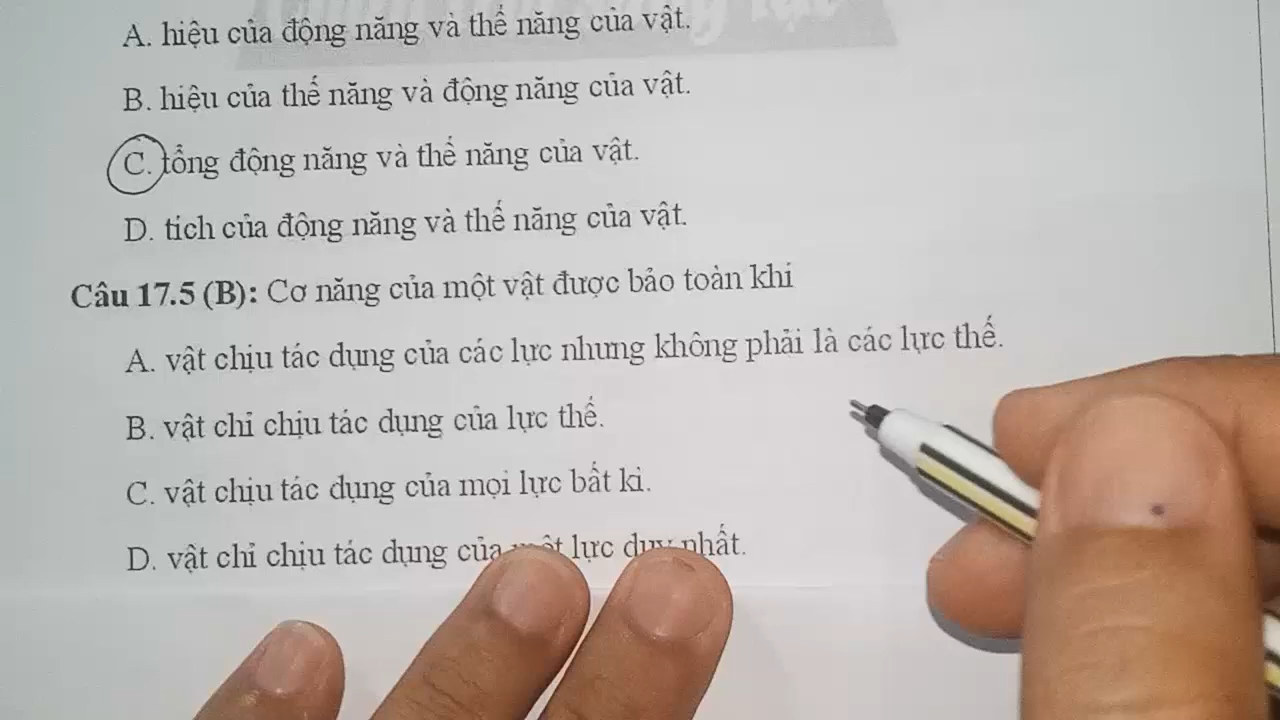 A. hiệu của động năng và thế năng của vật.
B. hiệu của thế năng và động năng của vật.
C. tổng động năng và thế năng của vật.
D. tích của động năng và thế năng của vật.
Câu 17.5 (B): Cơ năng của một vật được bảo toàn khi
A. vật chịu tác dụng của các lực nhưng không phải là các lực thế.
B. vật chỉ chịu tác dụng của lực thế.
C. vật chịu tác dụng của mọi lực bất kì.
D. vật chỉ chịu tác dụng của một lực duy nhất.